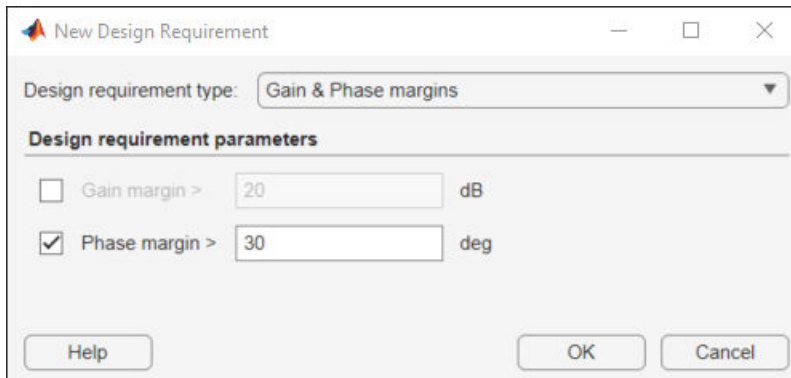 New Design Requirement
Design requirement type: Gain & Phase margins
Design requirement parameters
Gain margin > 20 dB
Phase margin > 30 deg
Help OK Cancel